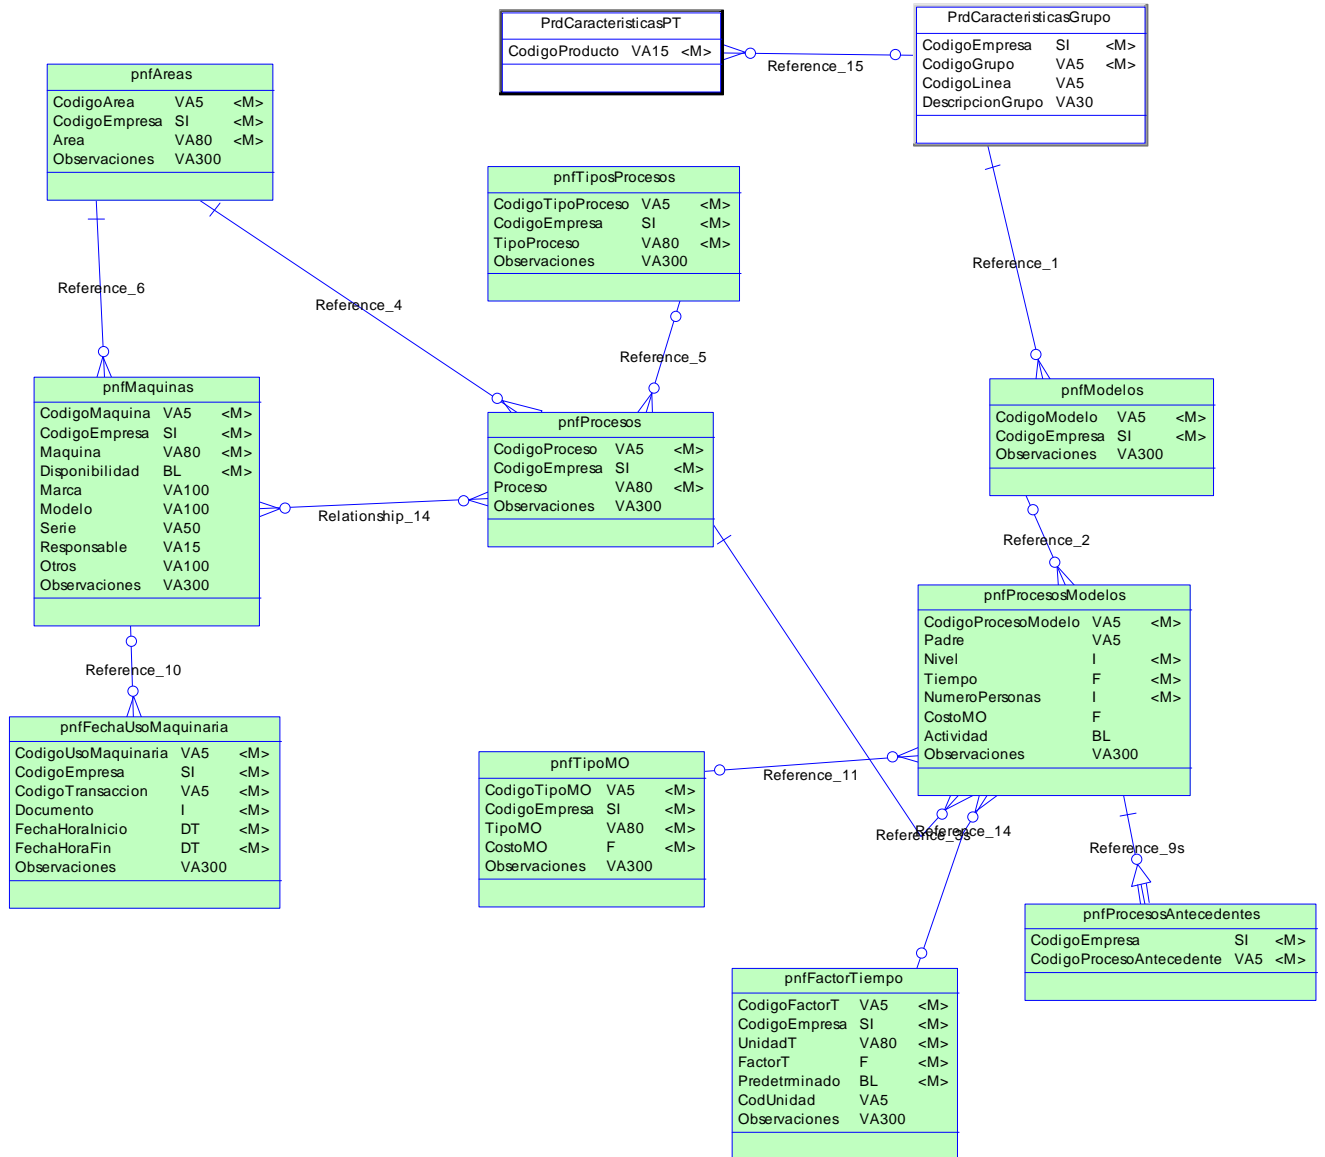 PrdCaracteristicasPT
CodigoProducto VA15 <M>
PrdCaracteristicasGrupo
CodigoEmpresa SI <M>
CodigoGrupo VA5 <M>
CodigoLinea VA5
DescripcionGrupo VA30
Reference_15
pnfAreas
CodigoArea VA5 <M>
CodigoEmpresa SI <M>
Area VA80 <M>
Observaciones VA300
pnfTiposProcesos
CodigoTipoProceso VA5 <M>
CodigoEmpresa SI <M>
TipoProceso VA80 <M>
Observaciones VA300
Reference_6
Reference_4
Reference_1
Reference_5
pnfMaquinas
CodigoMaquina VA5 <M>
CodigoEmpresa SI <M>
Maquina VA80 <M>
Disponibilidad BL <M>
Marca VA100
Modelo VA100
Serie VA50
Responsable VA15
Otros VA100
Observaciones VA300
pnfProcesos
CodigoProceso VA5 <M>
CodigoEmpresa SI <M>
Proceso VA80 <M>
Observaciones VA300
pnfModelos
CodigoModelo VA5 <M>
CodigoEmpresa SI <M>
Observaciones VA300
Relationship_14
Reference_2
pnfProcesosModelos
CodigoProcesoModelo VA5 <M>
Padre VA5
Nivel I <M>
Tiempo F <M>
NumeroPersonas I <M>
CostoMO F
Actividad BL
Observaciones VA300
Reference_10
pnfFechaUsoMaquinaria
CodigoUsoMaquinaria VA5 <M>
CodigoEmpresa SI <M>
CodigoTransaccion VA5 <M>
Documento I <M>
FechaHoraInicio DT <M>
FechaHoraFin DT <M>
Observaciones VA300
pnfTipoMO
CodigoTipoMO VA5 <M>
CodigoEmpresa SI <M>
TipoMO VA80 <M>
CostoMO F <M>
Observaciones VA300
Reference_11
Reference_3s
Reference_14
Reference_9s
pnfProcesosAntecedentes
CodigoEmpresa SI <M>
CodigoProcesoAntecedente VA5 <M>
pnfFactorTiempo
CodigoFactorT VA5 <M>
CodigoEmpresa SI <M>
UnidadT VA80 <M>
FactorT F <M>
Predetrminado BL <M>
CodUnidad VA5
Observaciones VA300